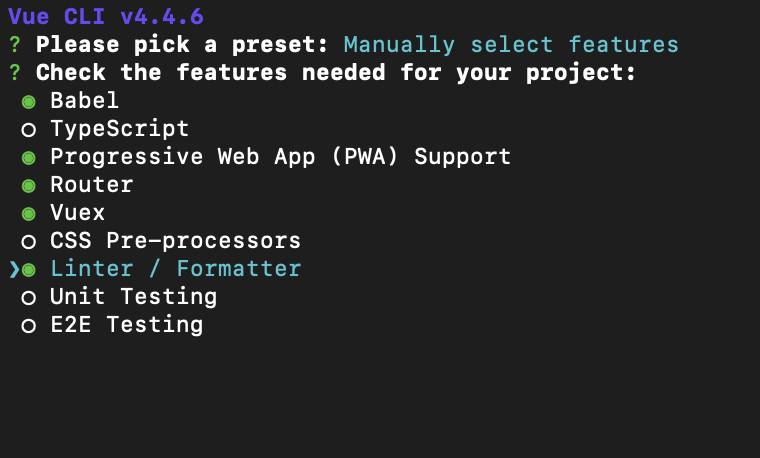 Vue CLI v4.4.6
? Please pick a preset: Manually select features
? Check the features needed for your project:
◉ Babel
◯ TypeScript
◉ Progressive Web App (PWA) Support
◉ Router
◉ Vuex
◯ CSS Pre-processors
❯◉ Linter / Formatter
◯ Unit Testing
◯ E2E Testing